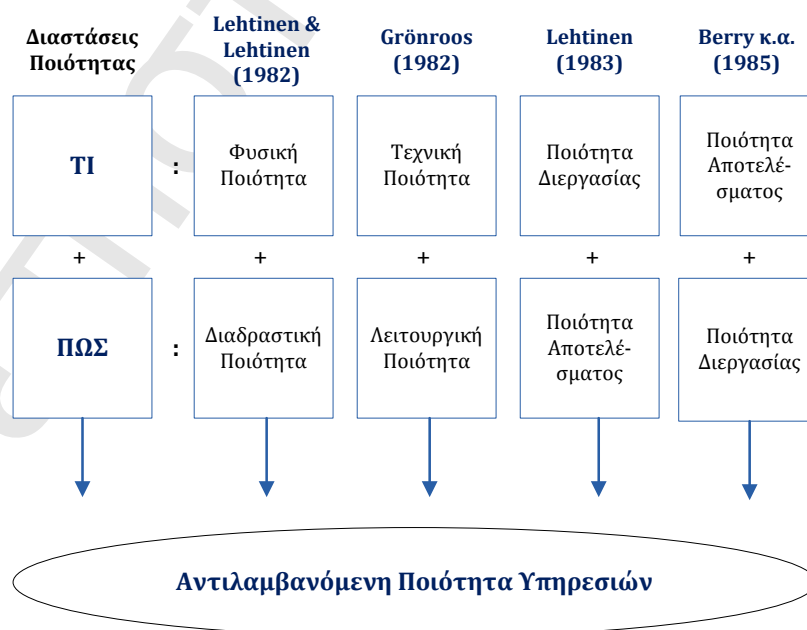 Διαστάσεις
Ποιότητας
Lehtinen &
Lehtinen
(1982)
Grönroos
(1982)
Lehtinen
(1983)
Berry κ.α.
(1985)
ΤΙ
:
Φυσική
Ποιότητα
Τεχνική
Ποιότητα
Ποιότητα
Διεργασίας
Ποιότητα
Αποτελέ-
σματος
+ + + + +
ΠΩΣ
:
Διαδραστική
Ποιότητα
Λειτουργική
Ποιότητα
Ποιότητα
Αποτελέ-
σματος
Ποιότητα
Διεργασίας
Αντιλαμβανόμενη Ποιότητα Υπηρεσιών